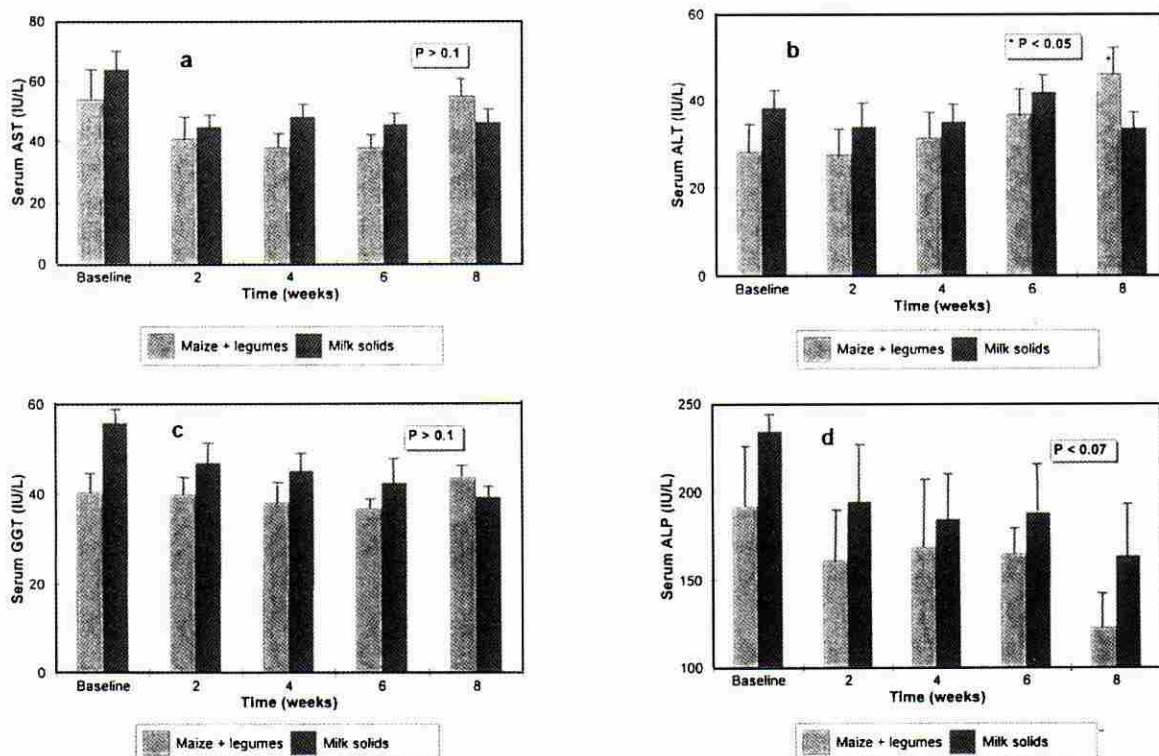 80
60
40
20
0
Serum AST (IU/L)
a
P > 0.1
Baseline 2 4 6 8
Time (weeks)
Maize + legumes Milk solids
60
40
20
0
Serum ALT (IU/L)
b
* P < 0.05
*
Baseline 2 4 6 8
Time (weeks)
Maize + legumes Milk solids
60
40
20
0
Serum GGT (IU/L)
c
P > 0.1
Baseline 2 4 6 8
Time (weeks)
Maize + legumes Milk solids
250
200
150
100
Serum ALP (IU/L)
d
P < 0.07
Baseline 2 4 6 8
Time (weeks)
Maize + legumes Milk solids